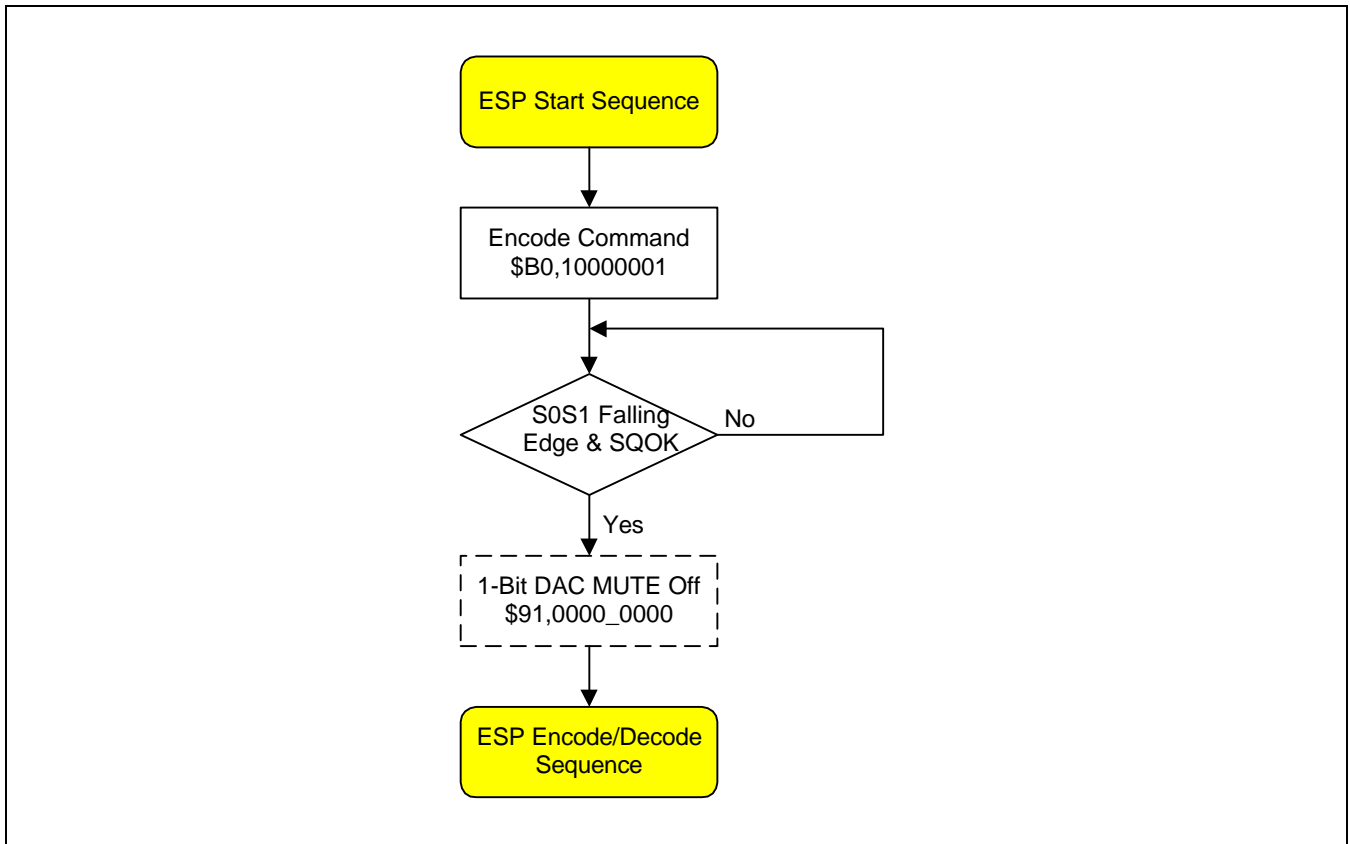 ESP Start Sequence
Encode Command
$B0,10000001
S0S1 Falling
Edge & SQOK
No
Yes
1-Bit DAC MUTE Off
$91,0000_0000
ESP Encode/Decode
Sequence